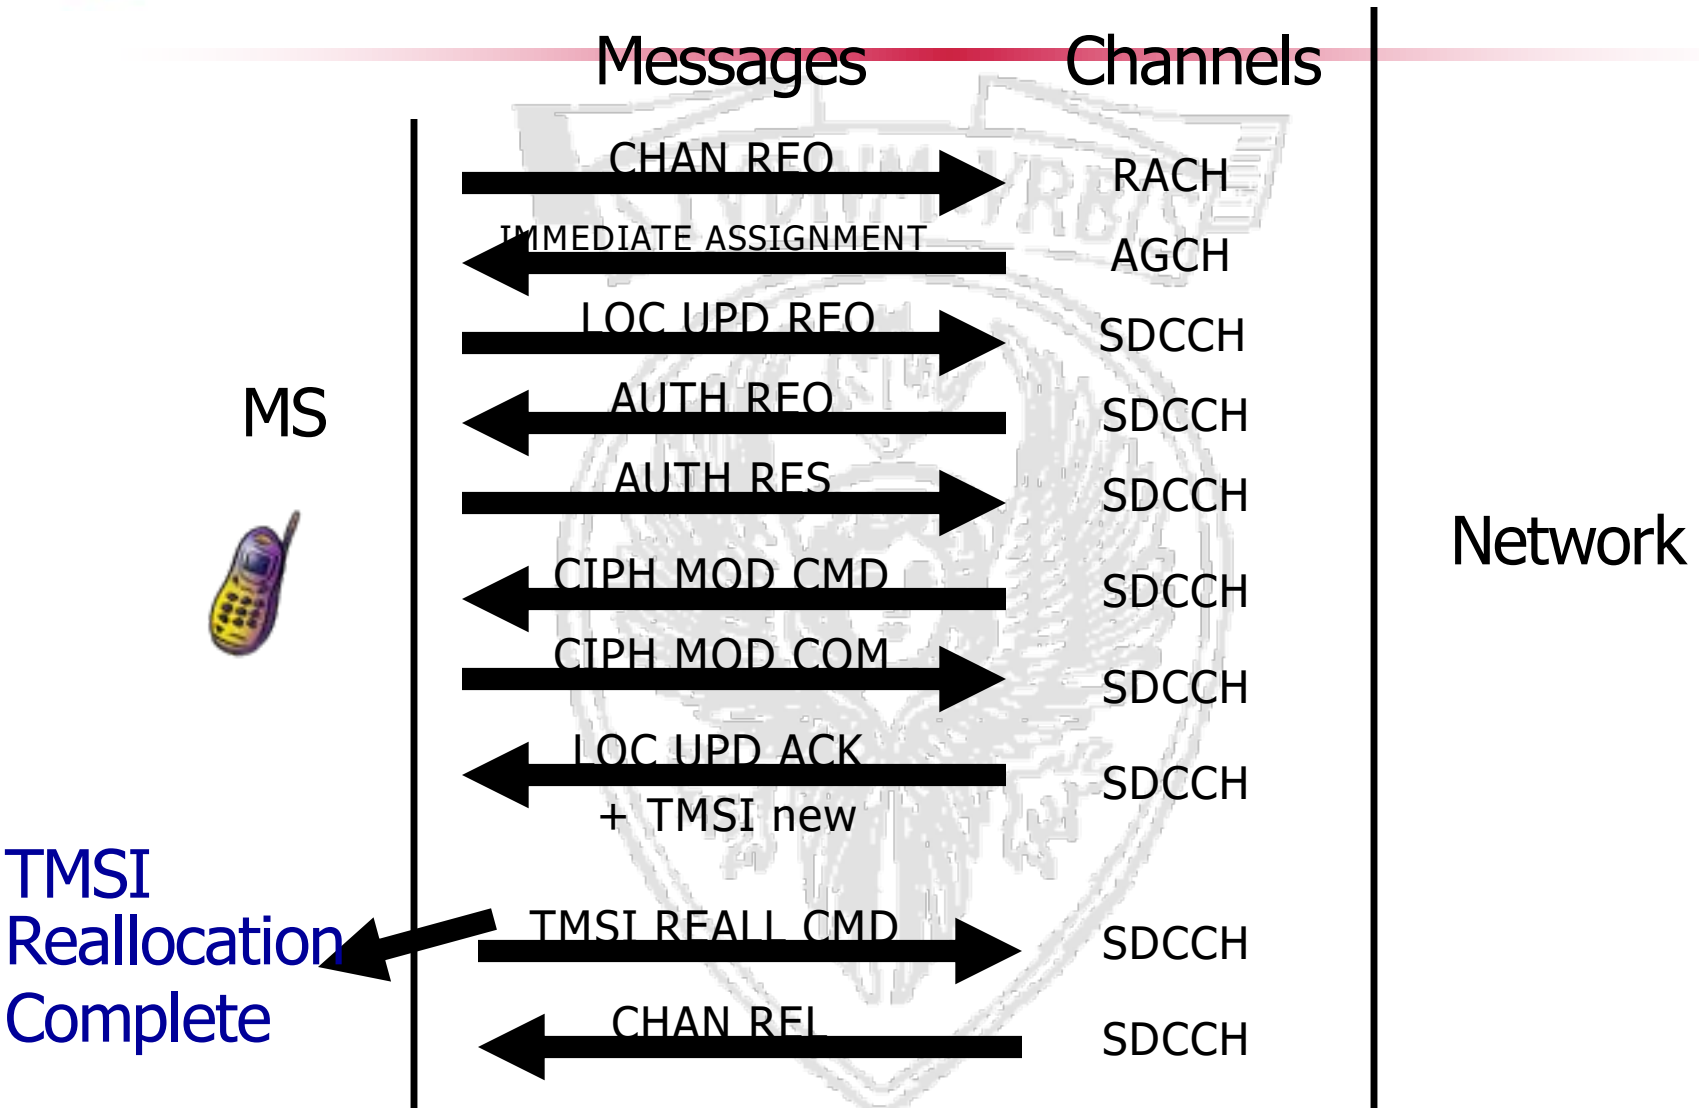 Messages Channels
CHAN REQ RACH
IMMEDIATE ASSIGNMENT AGCH
LOC UPD REQ SDCCH
AUTH REQ SDCCH
MS
AUTH RES SDCCH
Network
CIPH MOD CMD SDCCH
CIPH MOD COM SDCCH
LOC UPD ACK SDCCH
+ TMSI new
TMSI
Reallocation
Complete
TMSI REALL CMD SDCCH
CHAN REL SDCCH